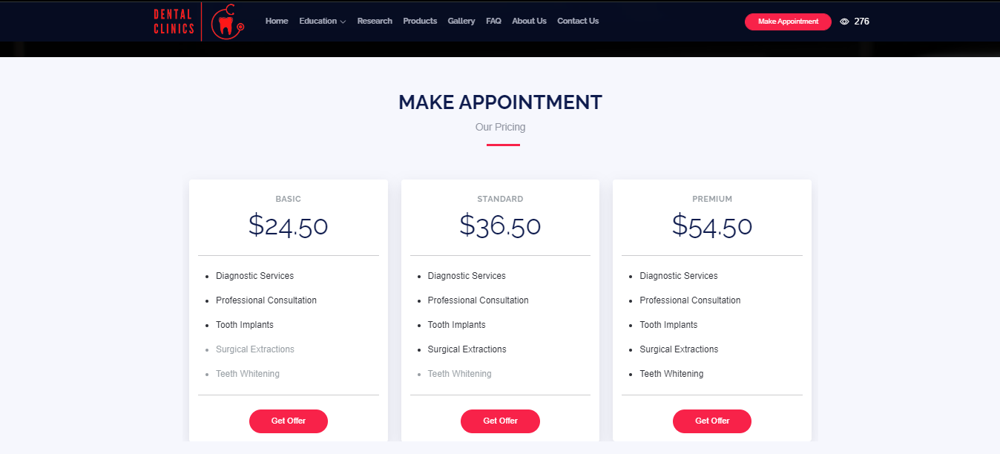 DENTAL
CLINICS
Home Education Research Products Gallery FAQ About Us Contact Us
Make Appointment 276
MAKE APPOINTMENT
Our Pricing
BASIC
$24.50
Diagnostic Services
Professional Consultation
Tooth Implants
Surgical Extractions
Teeth Whitening
Get Offer
STANDARD
$36.50
Diagnostic Services
Professional Consultation
Tooth Implants
Surgical Extractions
Teeth Whitening
Get Offer
PREMIUM
$54.50
Diagnostic Services
Professional Consultation
Tooth Implants
Surgical Extractions
Teeth Whitening
Get Offer